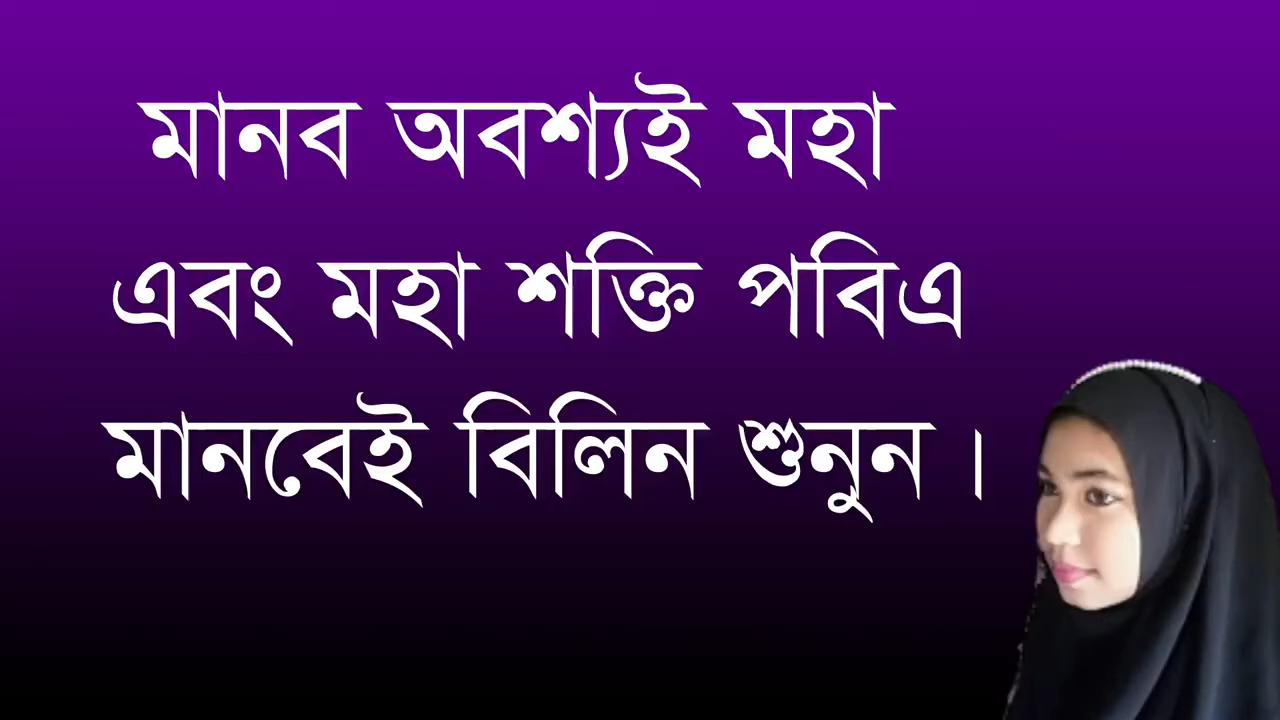 মানব অবশ্যই মহা
এবং মহা শক্তি পবিএ
মানবেই বিলিন শুনুন।